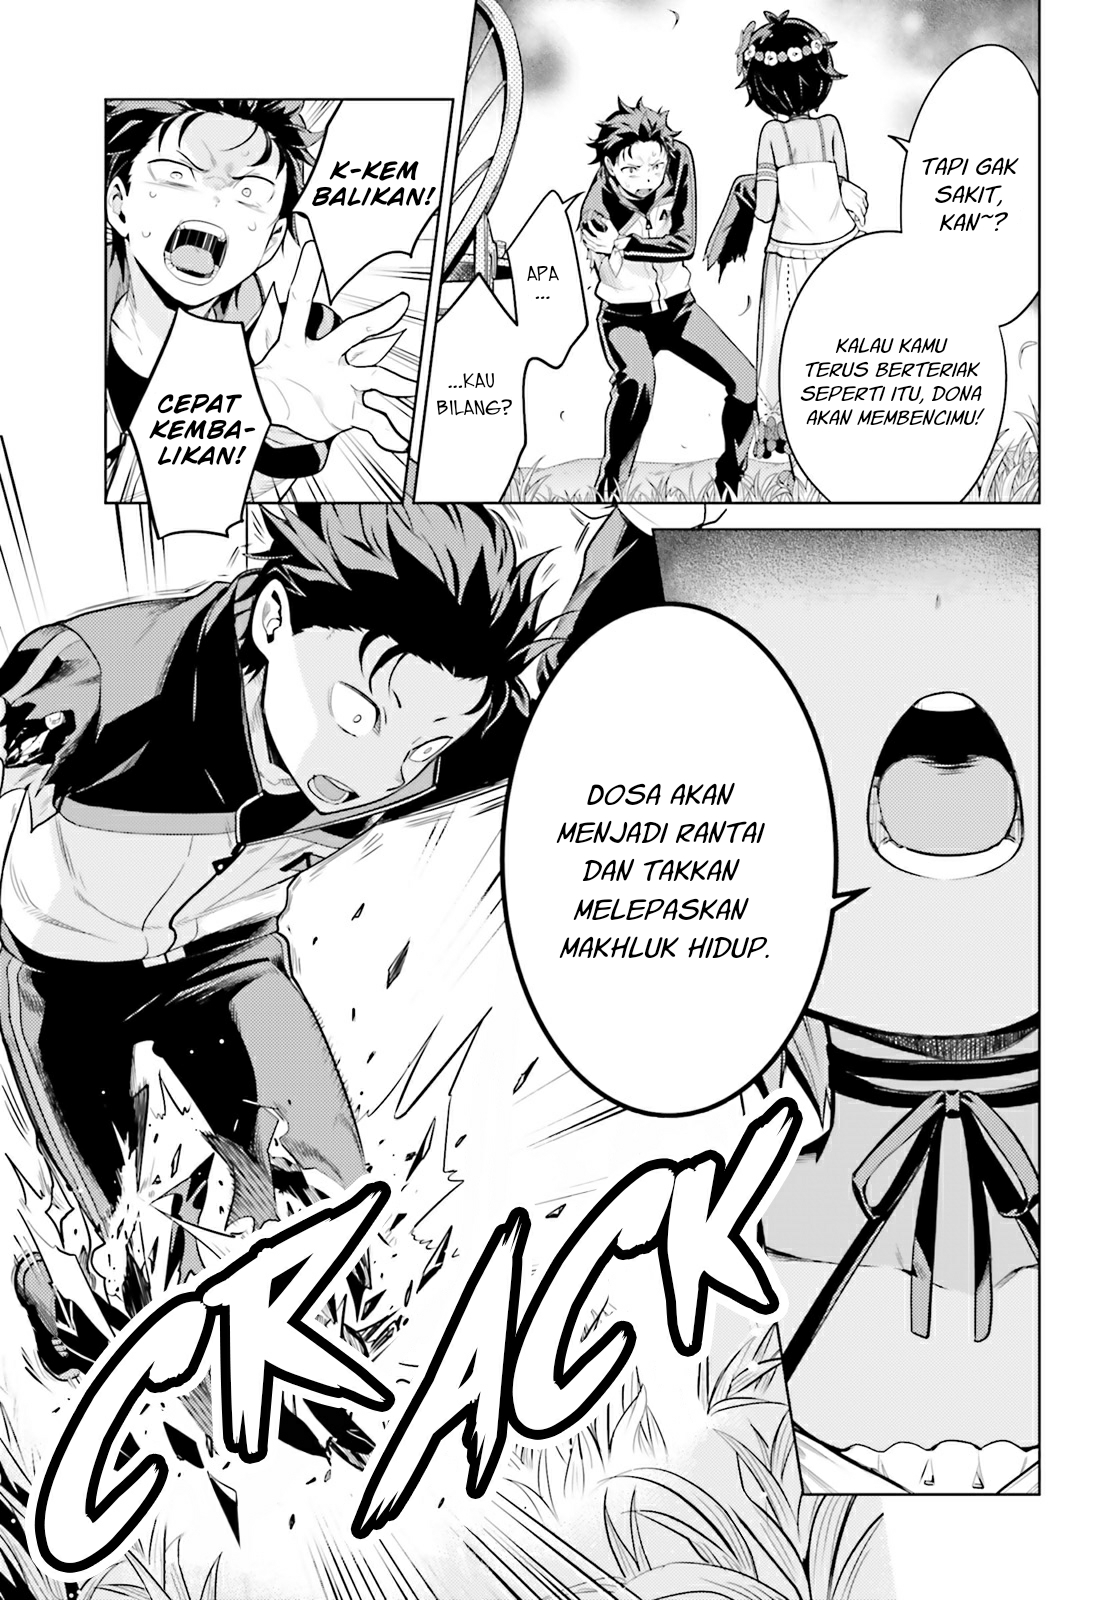 TAPI GAK
SAKIT,
KAN~?
KALAU KAMU
TERUS BERTERIAK
SEPERTI ITU, DONA
AKAN MEMBENCIMU!
APA
...
...KAU
BILANG?
K-KEM
BALIKAN!
CEPAT
KEMBA-
LIKAN!
DOSA AKAN
MENJADI RANTAI
DAN TAKKAN
MELEPASKAN
MAKHLUK HIDUP.
CRACK